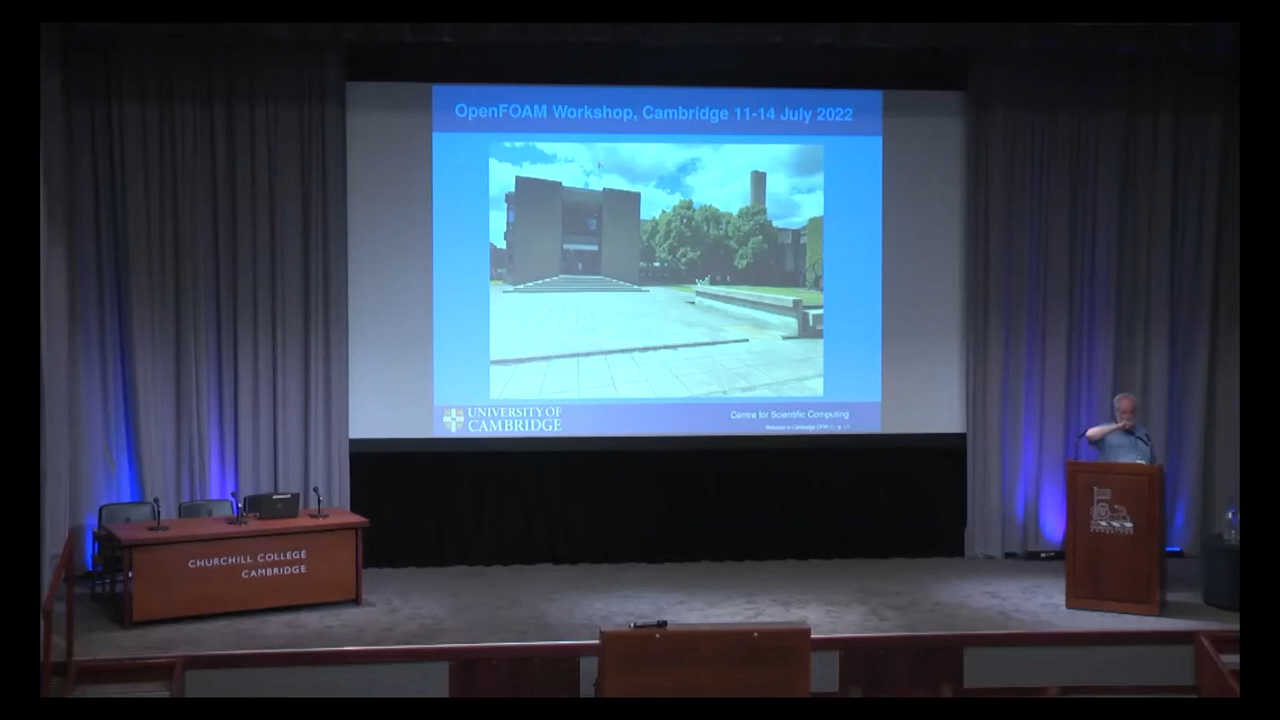 OpenFOAM Workshop, Cambridge 11-14 July 2022
UNIVERSITY OF
CAMBRIDGE
Centre for Scientific Computing
CHURCHILL COLLEGE
CAMBRIDGE